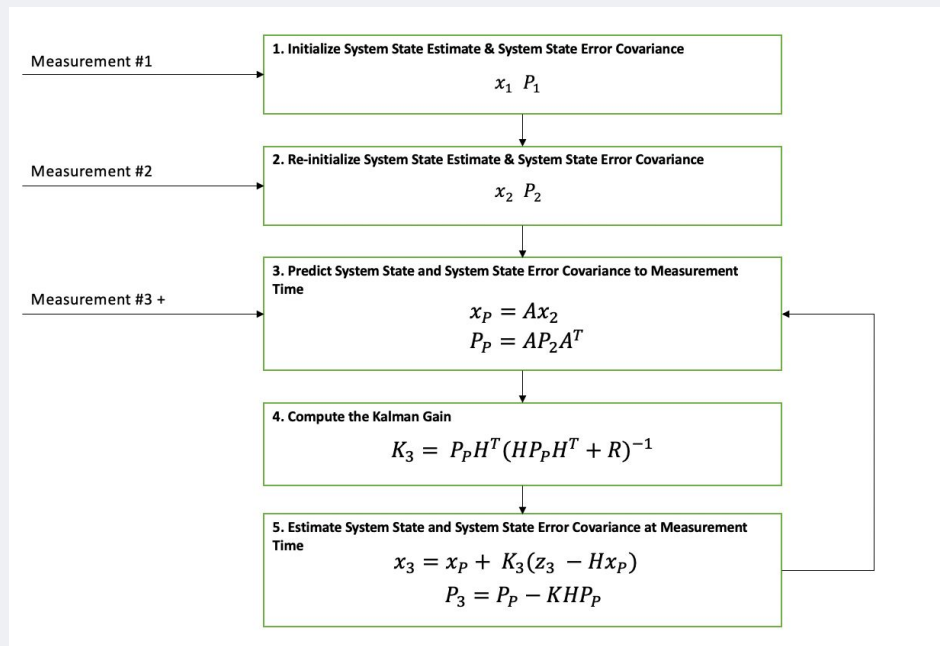 Measurement #1
1. Initialize System State Estimate & System State Error Covariance
x₁ P₁
Measurement #2
2. Re-initialize System State Estimate & System State Error Covariance
x₂ P₂
Measurement #3 +
3. Predict System State and System State Error Covariance to Measurement
Time
x_P = Ax₂
P_P = AP₂Aᵀ
4. Compute the Kalman Gain
K₃ = P_PHᵀ(HP_PHᵀ + R)⁻¹
5. Estimate System State and System State Error Covariance at Measurement
Time
x₃ = x_P + K₃(z₃ − Hx_P)
P₃ = P_P − KHP_P